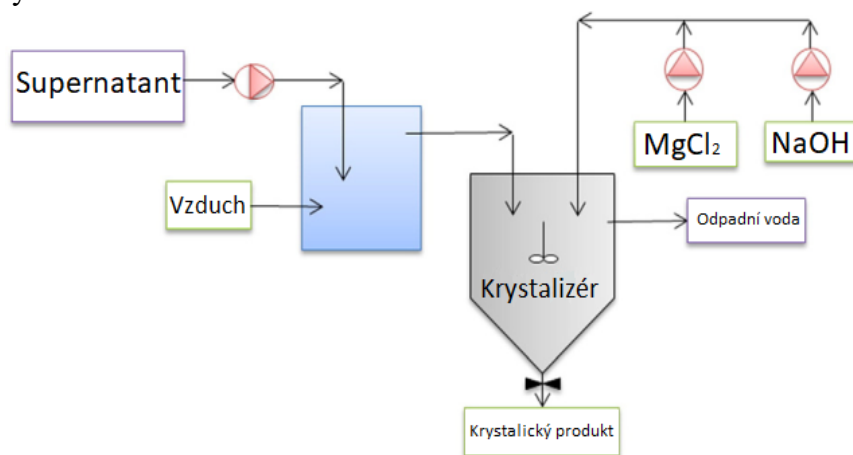 Supernatant
MgCl₂
NaOH
Vzduch
Odpadní voda
Krystalizér
Krystalický produkt